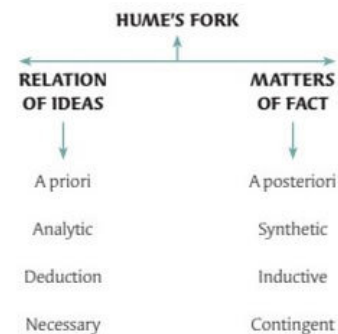 HUME'S FORK
RELATION
OF IDEAS
MATTERS
OF FACT
A priori
A posteriori
Analytic
Synthetic
Deduction
Inductive
Necessary
Contingent